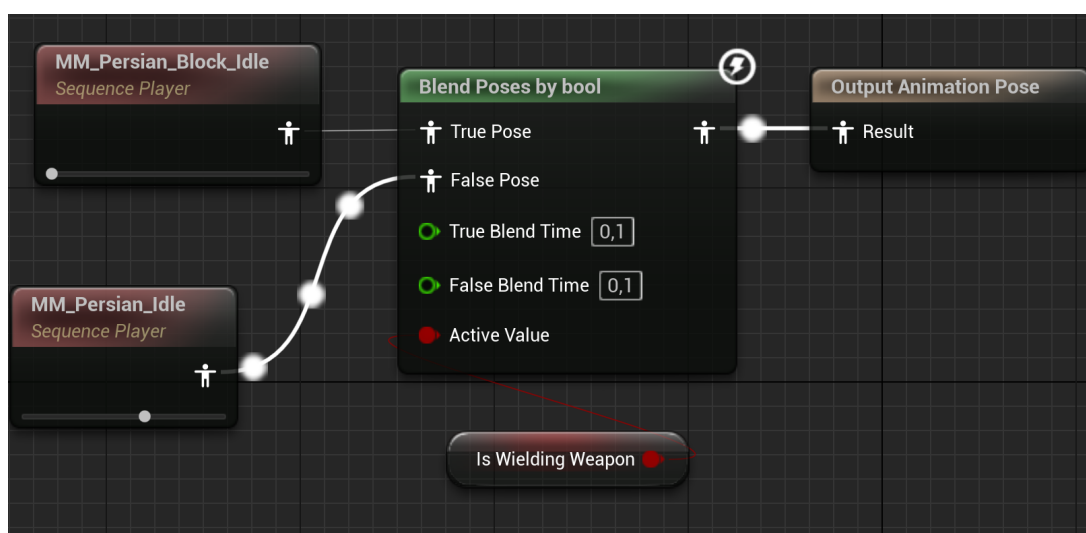 MM_Persian_Block_Idle
Sequence Player
Blend Poses by bool
True Pose
False Pose
True Blend Time 0,1
False Blend Time 0,1
Active Value
Output Animation Pose
Result
MM_Persian_Idle
Sequence Player
Is Wielding Weapon